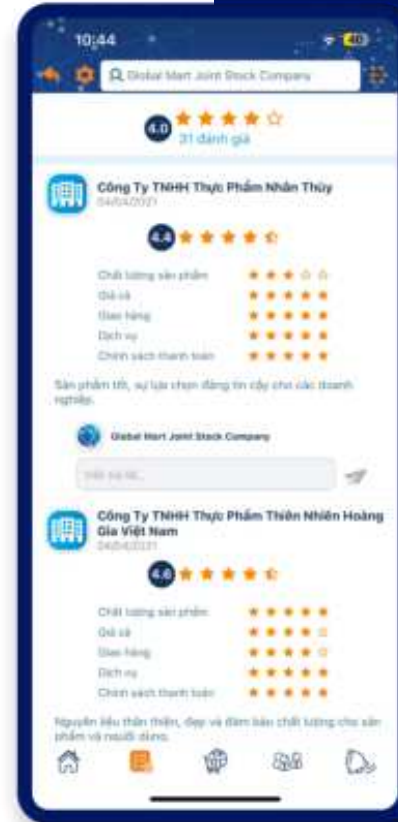 10:44
40
Global Mart Joint Stock Company
4.0
31 đánh giá
Công Ty TNHH Thực Phẩm Nhân Thủy
04/04/2021
4.4
Chất lượng sản phẩm
Giá cả
Giao hàng
Dịch vụ
Chính sách thanh toán
Sản phẩm tốt, sự lựa chọn đáng tin cậy cho các doanh
nghiệp.
Global Mart Joint Stock Company
Công Ty TNHH Thực Phẩm Thiên Nhiên Hoàng
Gia Việt Nam
04/04/2021
4.6
Chất lượng sản phẩm
Giá cả
Giao hàng
Dịch vụ
Chính sách thanh toán
Nguyên liệu thân thiện, đẹp và đảm bảo chất lượng cho sản
phẩm và người dùng.